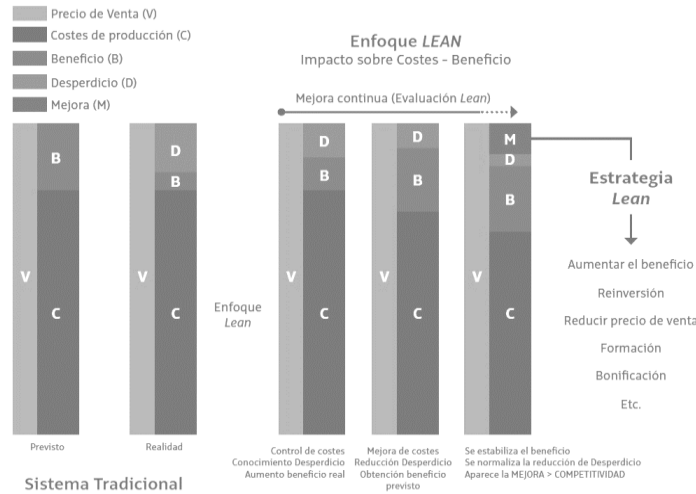 Precio de Venta (V)
Costes de producción (C)
Beneficio (B)
Desperdicio (D)
Mejora (M)
Enfoque LEAN
Impacto sobre Costes - Beneficio
Mejora continua (Evaluación Lean)
B
V
C
Previsto
D
B
V
C
Realidad
Sistema Tradicional
Enfoque
Lean
D
B
V
C
Control de costes
Conocimiento Desperdicio
Aumento beneficio real
D
B
V
C
Mejora de costes
Reducción Desperdicio
Obtención beneficio
previsto
M
D
B
V
C
Se estabiliza el beneficio
Se normaliza la reducción de Desperdicio
Aparece la MEJORA > COMPETITIVIDAD
Estrategia
Lean
Aumentar el beneficio
Reinversión
Reducir precio de venta
Formación
Bonificación
Etc.